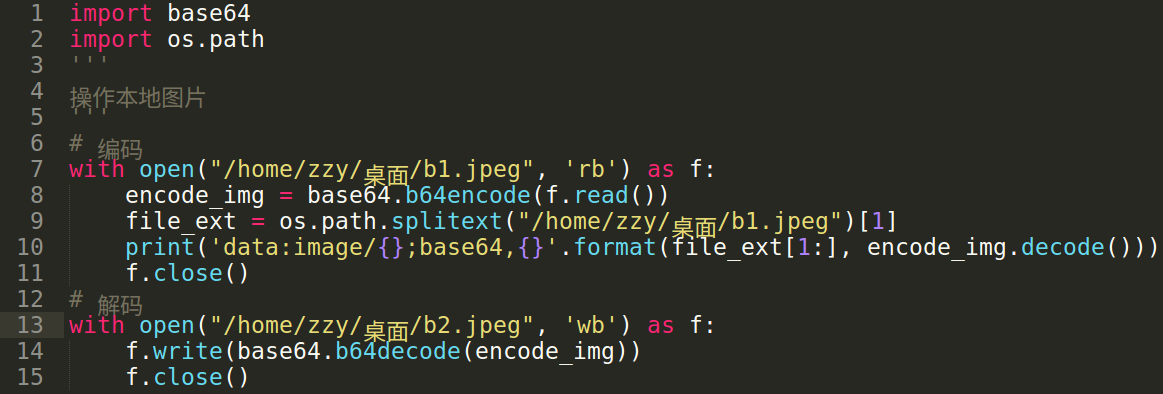 1 import base64
2 import os.path
3 '''
4 操作本地图片
5 '''
6 # 编码
7 with open("/home/zzy/桌面/b1.jpeg", 'rb') as f:
8     encode_img = base64.b64encode(f.read())
9     file_ext = os.path.splitext("/home/zzy/桌面/b1.jpeg")[1]
10     print('data:image/{};base64,{}'.format(file_ext[1:], encode_img.decode()))
11     f.close()
12 # 解码
13 with open("/home/zzy/桌面/b2.jpeg", 'wb') as f:
14     f.write(base64.b64decode(encode_img))
15     f.close()